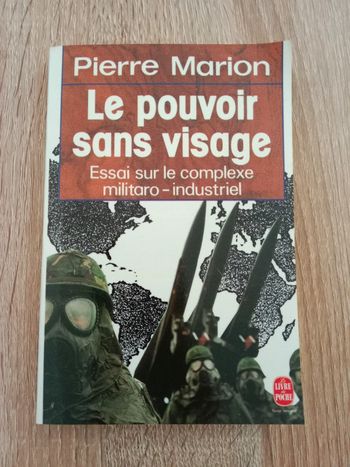 Pierre Marion
Le pouvoir
sans visage
Essai sur le complexe
militaro-industriel
LE LIVRE
DE
POCHE